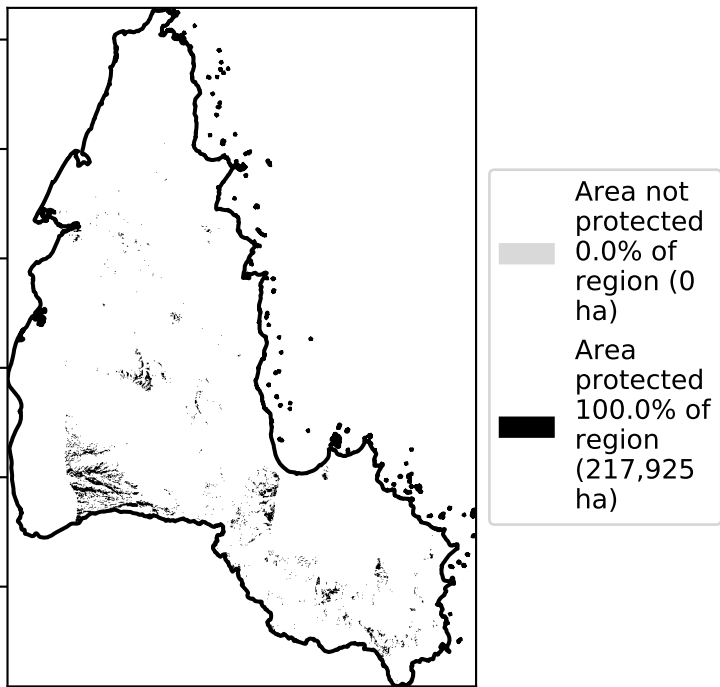 Area not
protected
0.0% of
region (0
ha)
Area
protected
100.0% of
region
(217,925
ha)